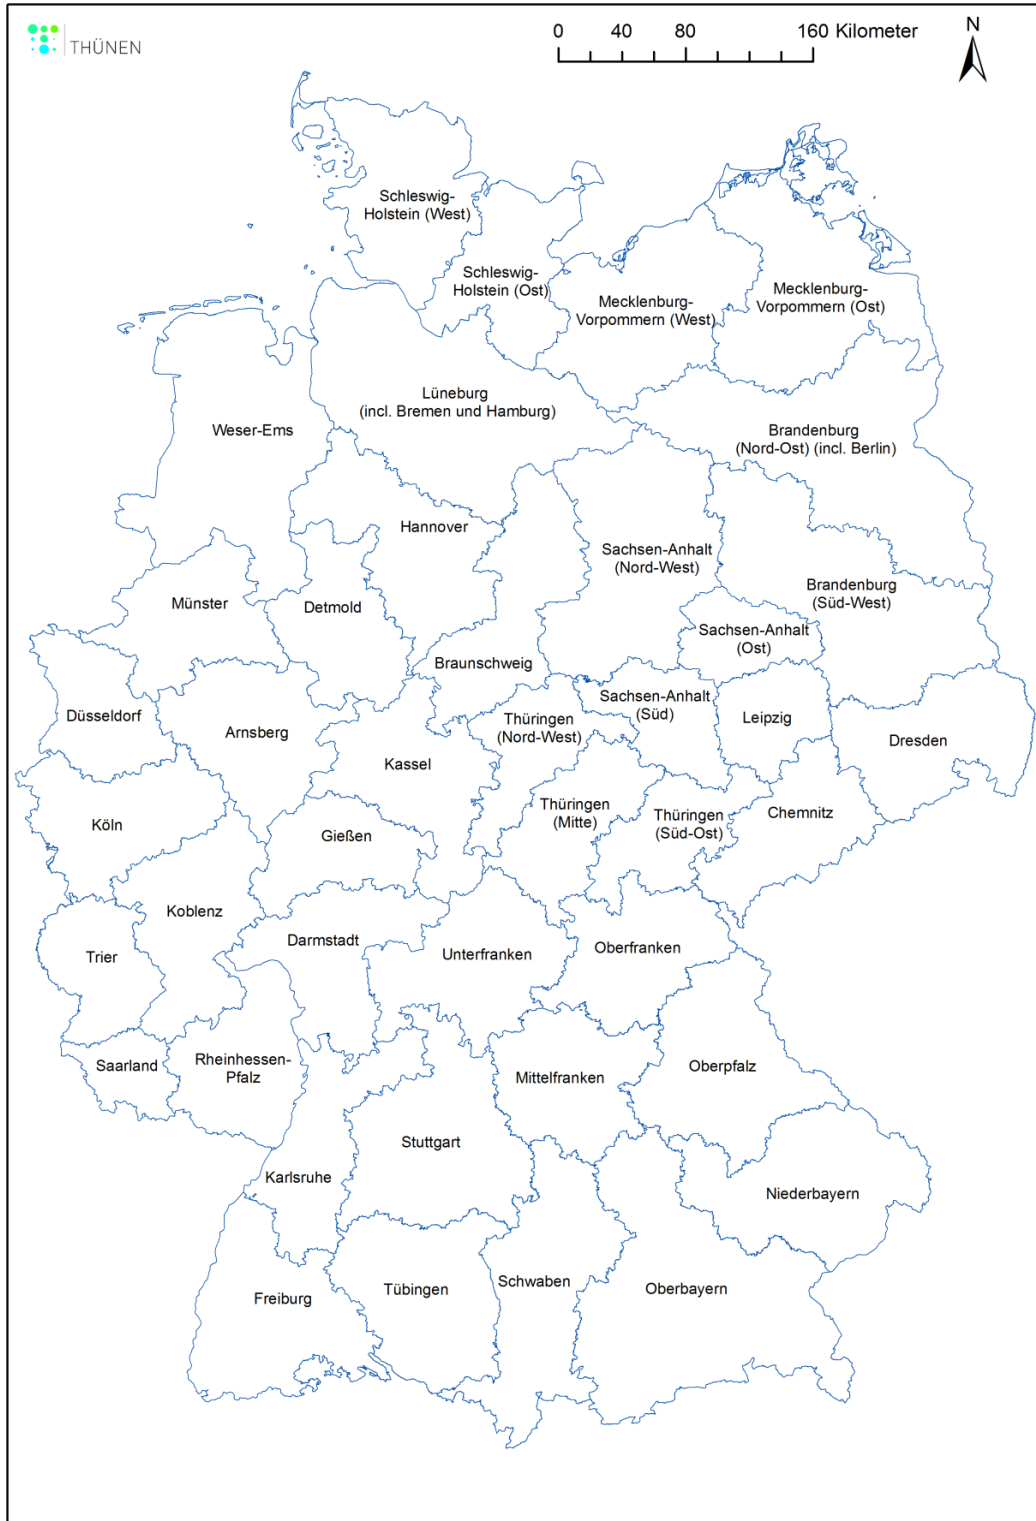 THÜNEN
0 40 80 160 Kilometer
N
Schleswig-
Holstein (West)
Schleswig-
Holstein (Ost)
Mecklenburg-
Vorpommern (West)
Mecklenburg-
Vorpommern (Ost)
Lüneburg
(incl. Bremen und Hamburg)
Weser-Ems
Brandenburg
(Nord-Ost) (incl. Berlin)
Hannover
Sachsen-Anhalt
(Nord-West)
Brandenburg
(Süd-West)
Münster
Detmold
Sachsen-Anhalt
(Ost)
Braunschweig
Düsseldorf
Arnsberg
Sachsen-Anhalt
(Süd)
Leipzig
Thüringen
(Nord-West)
Dresden
Kassel
Köln
Gießen
Thüringen
(Mitte)
Thüringen
(Süd-Ost)
Chemnitz
Koblenz
Trier
Darmstadt
Unterfranken
Oberfranken
Saarland
Rheinhessen-
Pfalz
Mittelfranken
Oberpfalz
Stuttgart
Karlsruhe
Niederbayern
Freiburg
Tübingen
Schwaben
Oberbayern